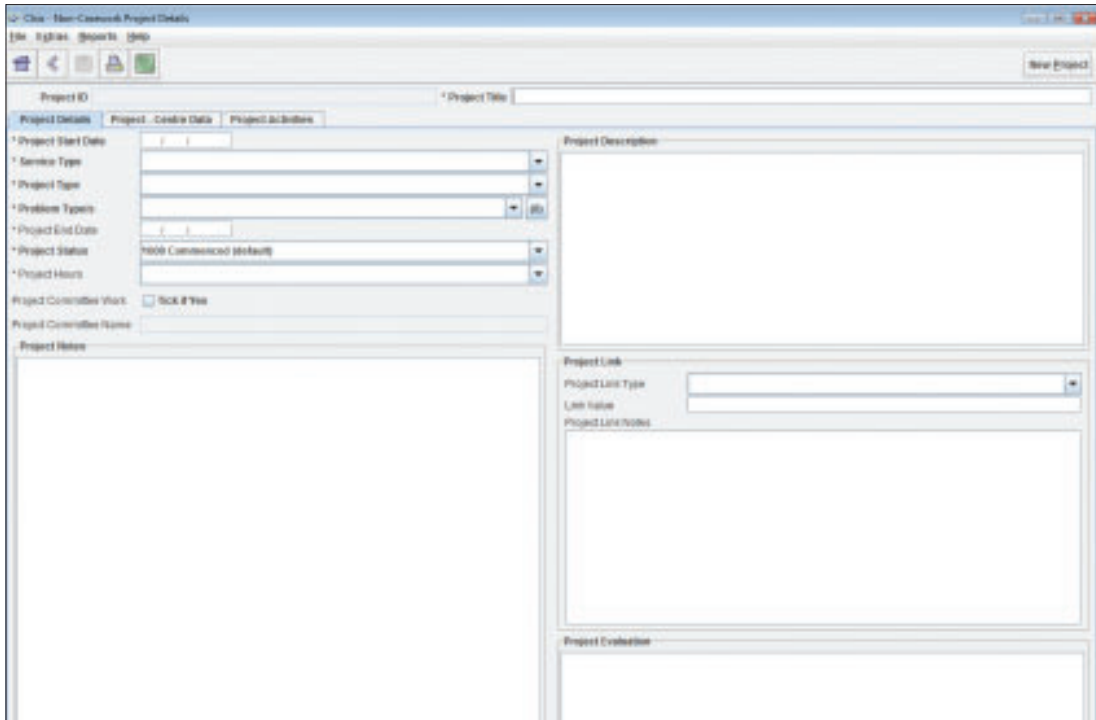 Clsis - Non-Casework Project Details
File Extras Reports Help
New Project
Project ID
* Project Title
Project Details Project - Centre Data Project Activities
* Project Start Date / /
* Service Type
* Project Type
* Problem Type/s
* Project End Date / /
* Project Status 1000 Commenced (default)
* Project Hours
Project Committee Work Tick if Yes
Project Committee Name
Project Notes
Project Description
Project Link
Project Link Type
Link Value
Project Link Notes
Project Evaluation